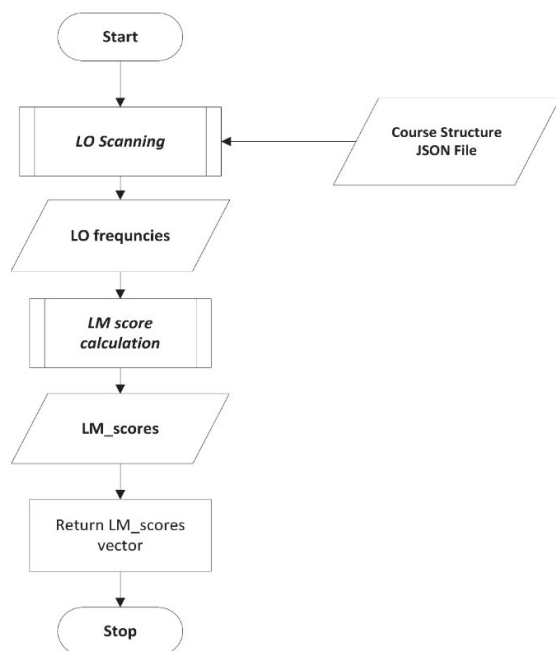 Start
LO Scanning
Course Structure
JSON File
LO frequncies
LM score
calculation
LM_scores
Return LM_scores
vector
Stop